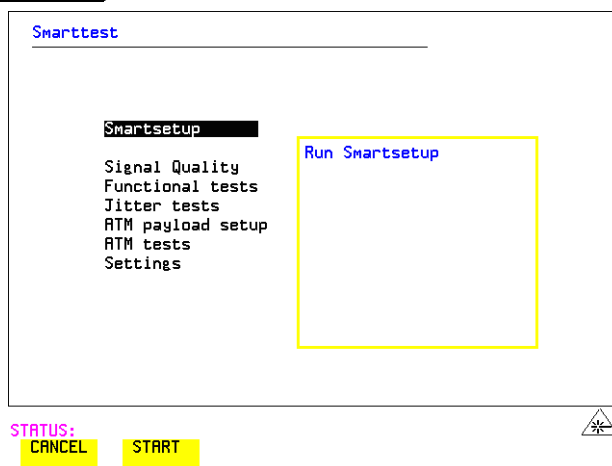 Smarttest
Smartsetup
Run Smartsetup
Signal Quality
Functional tests
Jitter tests
ATM payload setup
ATM tests
Settings
STATUS:
CANCEL START